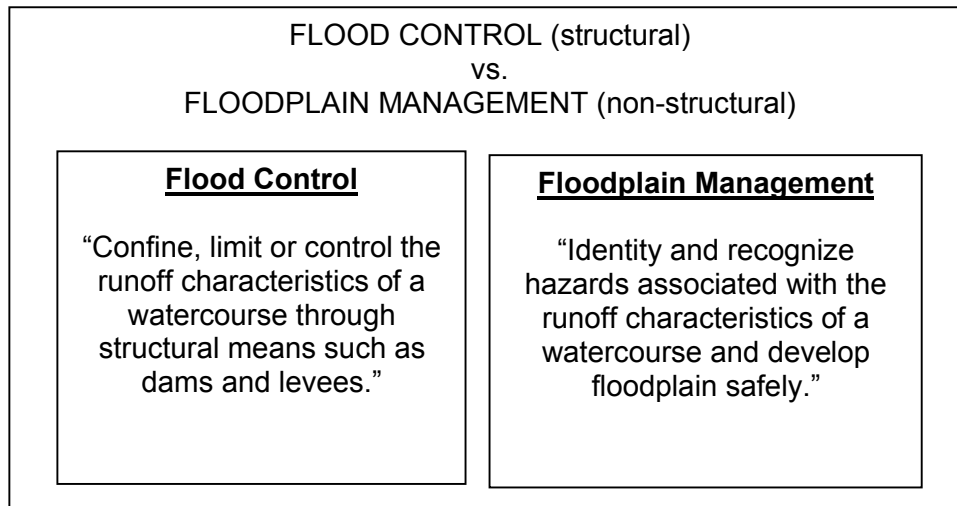 FLOOD CONTROL (structural)
vs.
FLOODPLAIN MANAGEMENT (non-structural)
Flood Control
“Confine, limit or control the
runoff characteristics of a
watercourse through
structural means such as
dams and levees.”
Floodplain Management
“Identity and recognize
hazards associated with the
runoff characteristics of a
watercourse and develop
floodplain safely.”